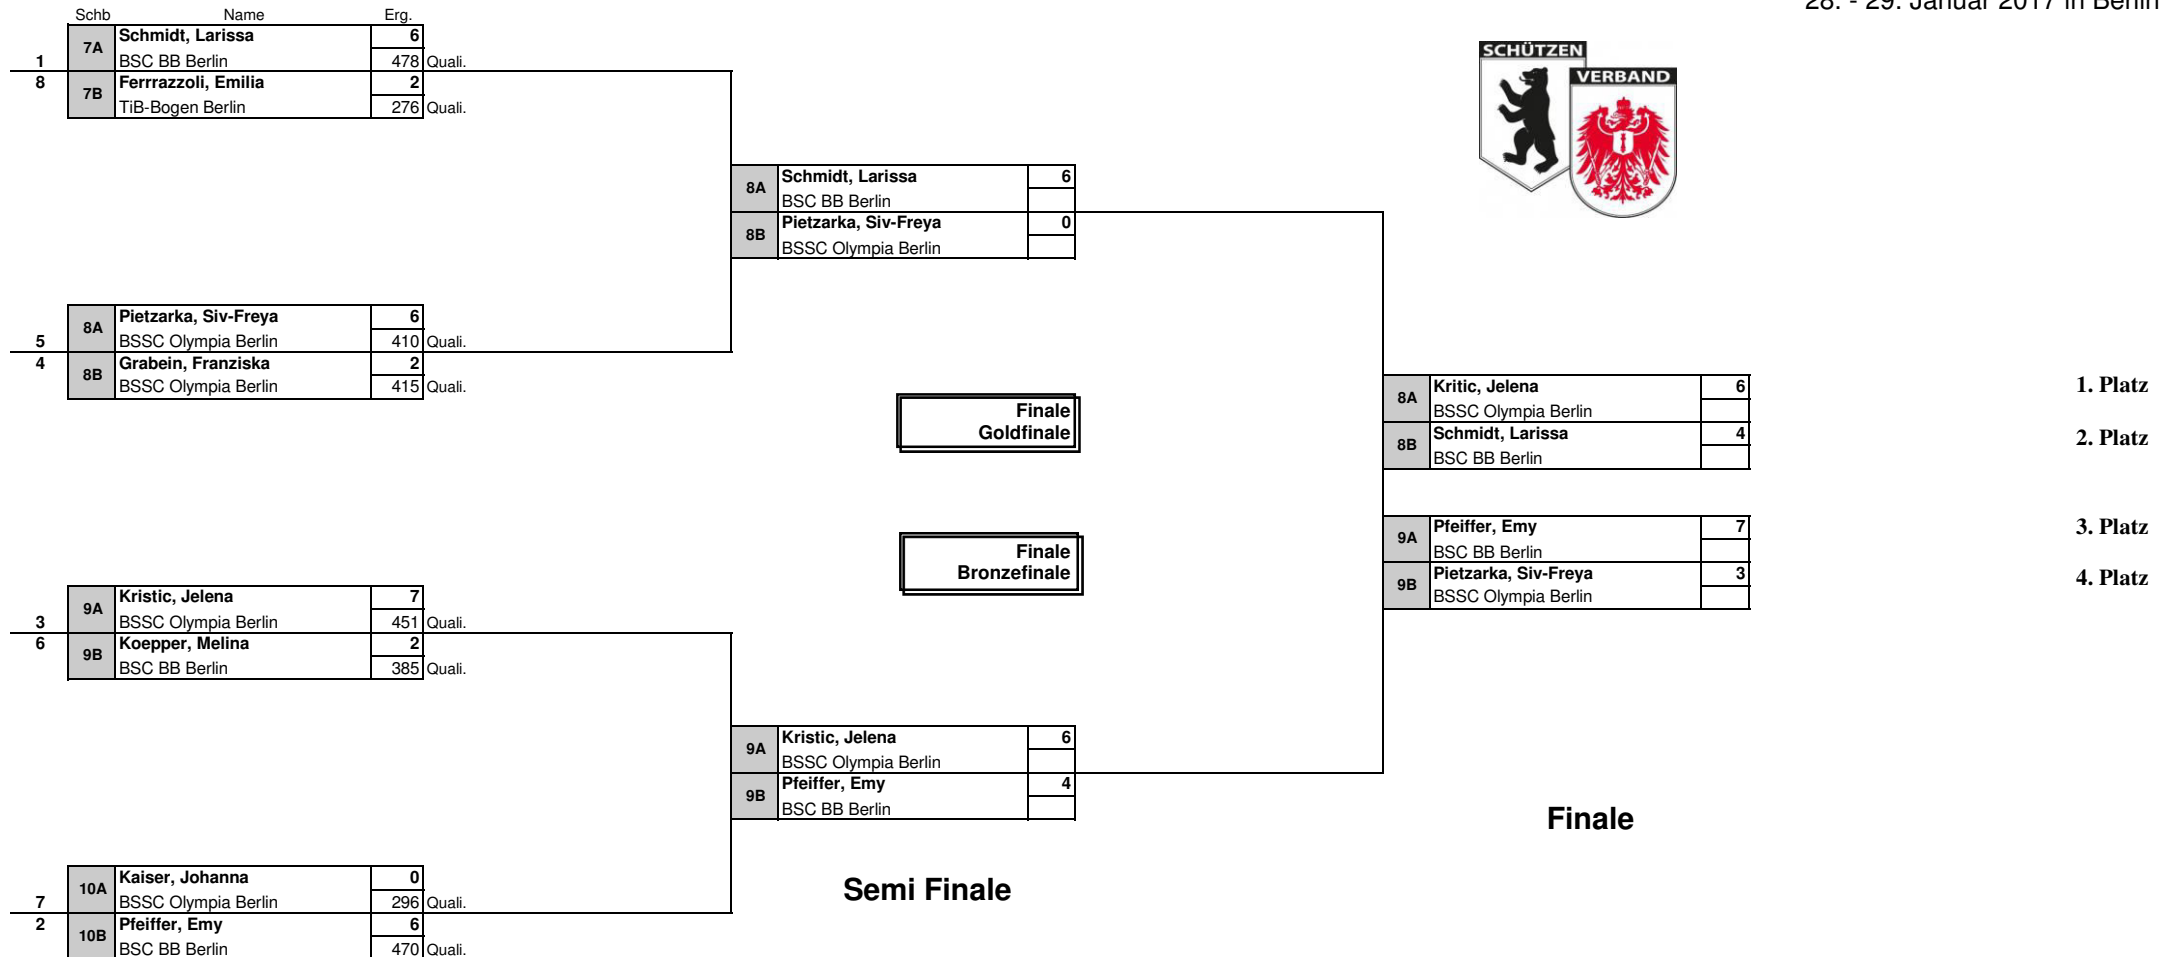 28. - 29. Januar 2017 in Berlin
Schb Name Erg.
7A Schmidt, Larissa 6
1 BSC BB Berlin 478 Quali.
8 7B Ferrrazzoli, Emilia 2
TiB-Bogen Berlin 276 Quali.
SCHÜTZEN
VERBAND
8A Schmidt, Larissa 6
BSC BB Berlin
8B Pietzarka, Siv-Freya 0
BSSC Olympia Berlin
8A Pietzarka, Siv-Freya 6
5 BSSC Olympia Berlin 410 Quali.
4 8B Grabein, Franziska 2
BSSC Olympia Berlin 415 Quali.
Finale
Goldfinale
8A Kritic, Jelena 6 1. Platz
BSSC Olympia Berlin
8B Schmidt, Larissa 4 2. Platz
BSC BB Berlin
Finale
Bronzefinale
9A Pfeiffer, Emy 7 3. Platz
BSC BB Berlin
9B Pietzarka, Siv-Freya 3 4. Platz
BSSC Olympia Berlin
9A Kristic, Jelena 7
3 BSSC Olympia Berlin 451 Quali.
6 9B Koepper, Melina 2
BSC BB Berlin 385 Quali.
9A Kristic, Jelena 6
BSSC Olympia Berlin
9B Pfeiffer, Emy 4
BSC BB Berlin
Finale
Semi Finale
10A Kaiser, Johanna 0
7 BSSC Olympia Berlin 296 Quali.
2 10B Pfeiffer, Emy 6
BSC BB Berlin 470 Quali.